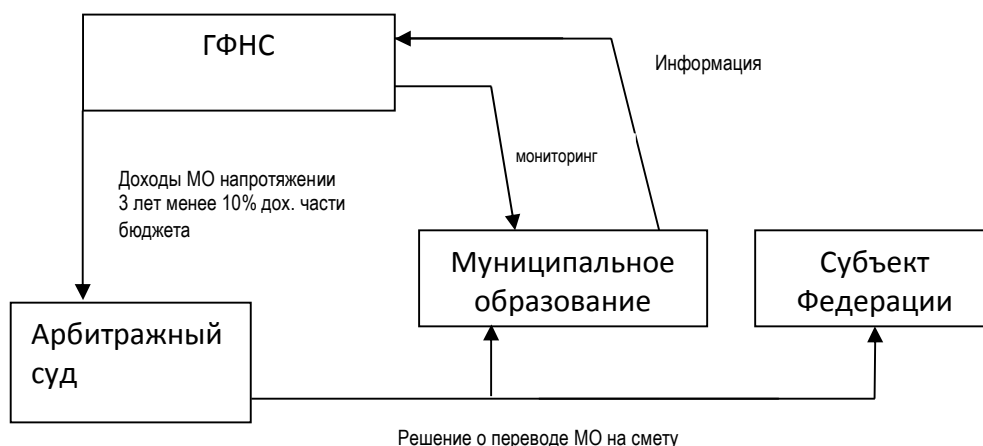 ГФНС
Информация
мониторинг
Доходы МО напротяжении
3 лет менее 10% дох. части
бюджета
Муниципальное
образование
Субъект
Федерации
Арбитражный
суд
Решение о переводе МО на смету